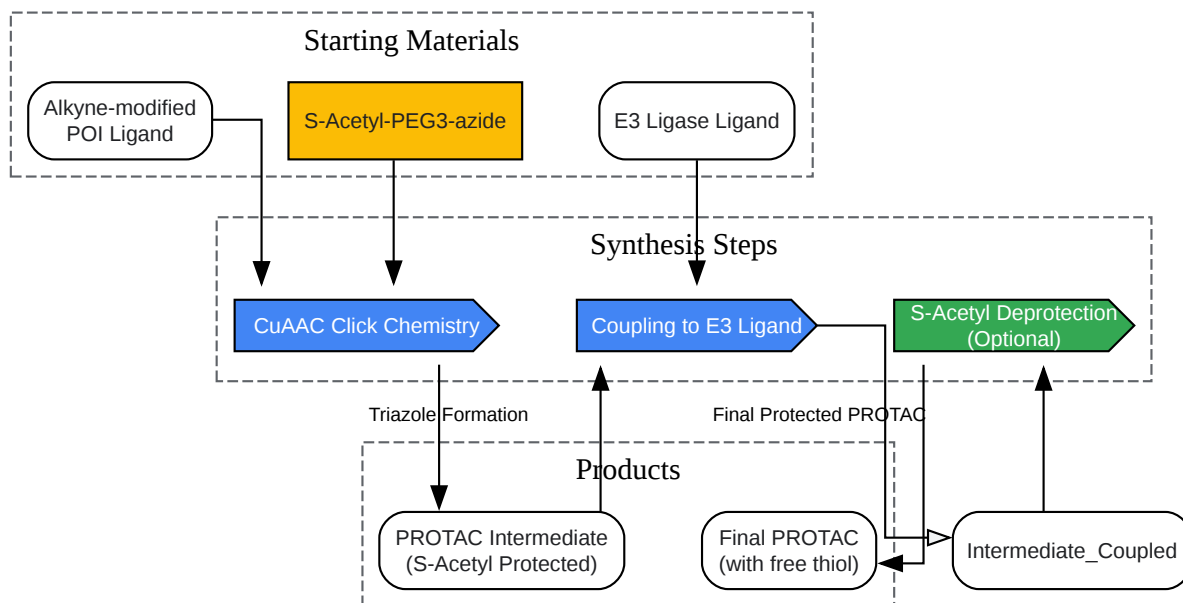 Starting Materials
Alkyne-modified
POI Ligand
S-Acetyl-PEG3-azide
E3 Ligase Ligand
Synthesis Steps
CuAAC Click Chemistry
Coupling to E3 Ligand
S-Acetyl Deprotection
(Optional)
Triazole Formation
Final Protected PROTAC
Products
PROTAC Intermediate
(S-Acetyl Protected)
Final PROTAC
(with free thiol)
Intermediate_Coupled